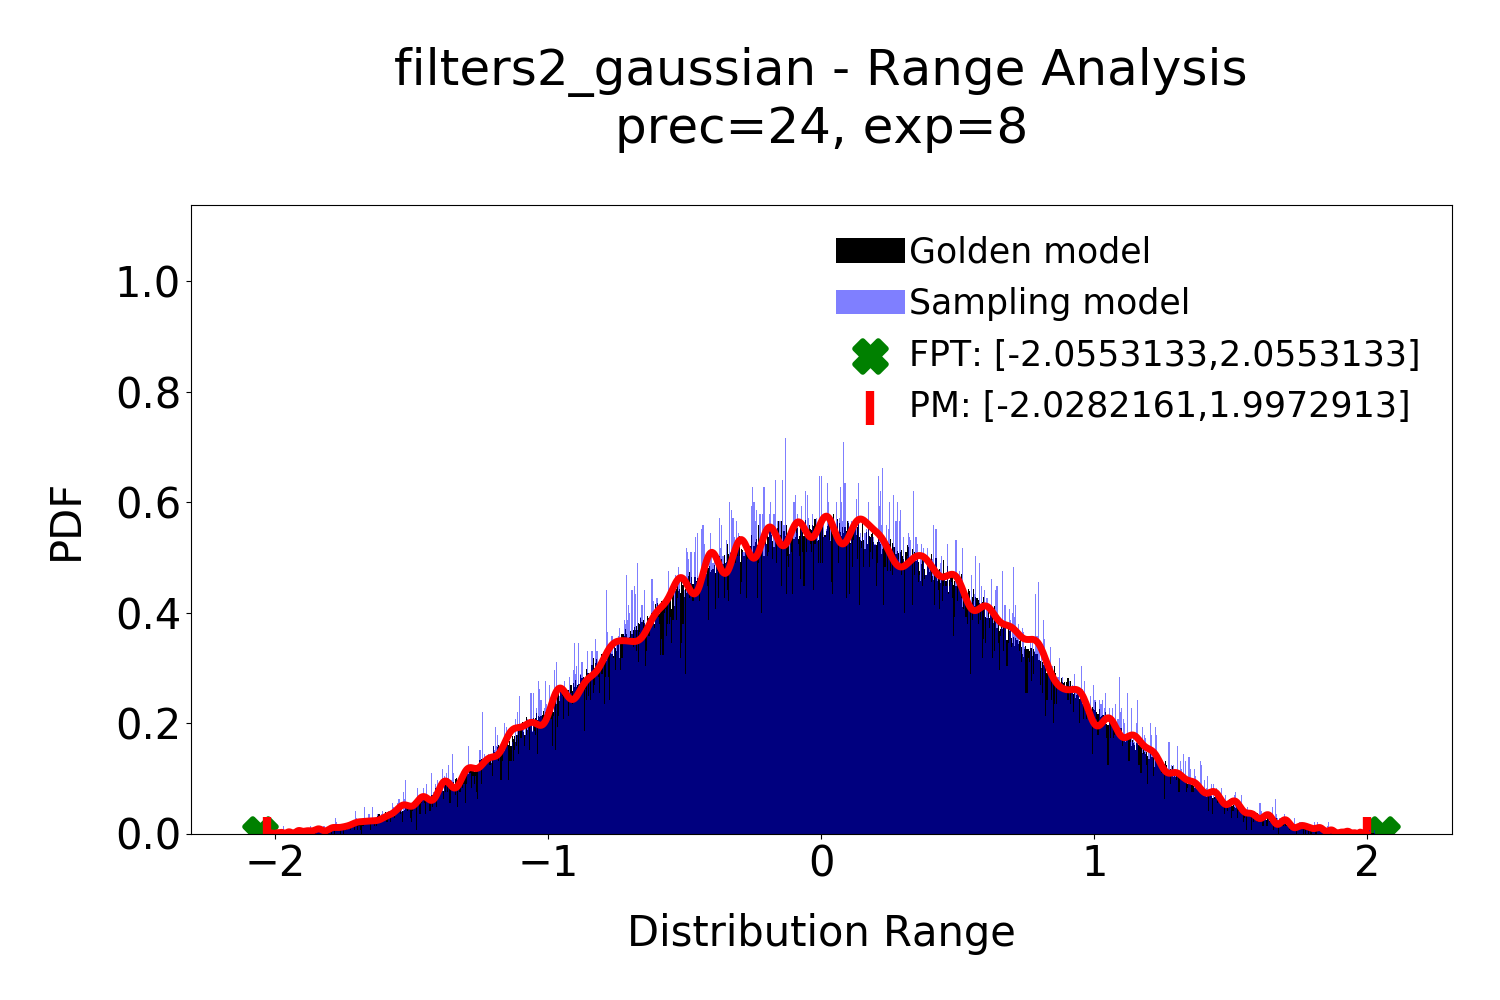 filters2_gaussian - Range Analysis
prec=24, exp=8
Golden model
Sampling model
FPT: [-2.0553133,2.0553133]
PM: [-2.0282161,1.9972913]
PDF
1.0
0.8
0.6
0.4
0.2
0.0
−2
−1
0
1
2
Distribution Range